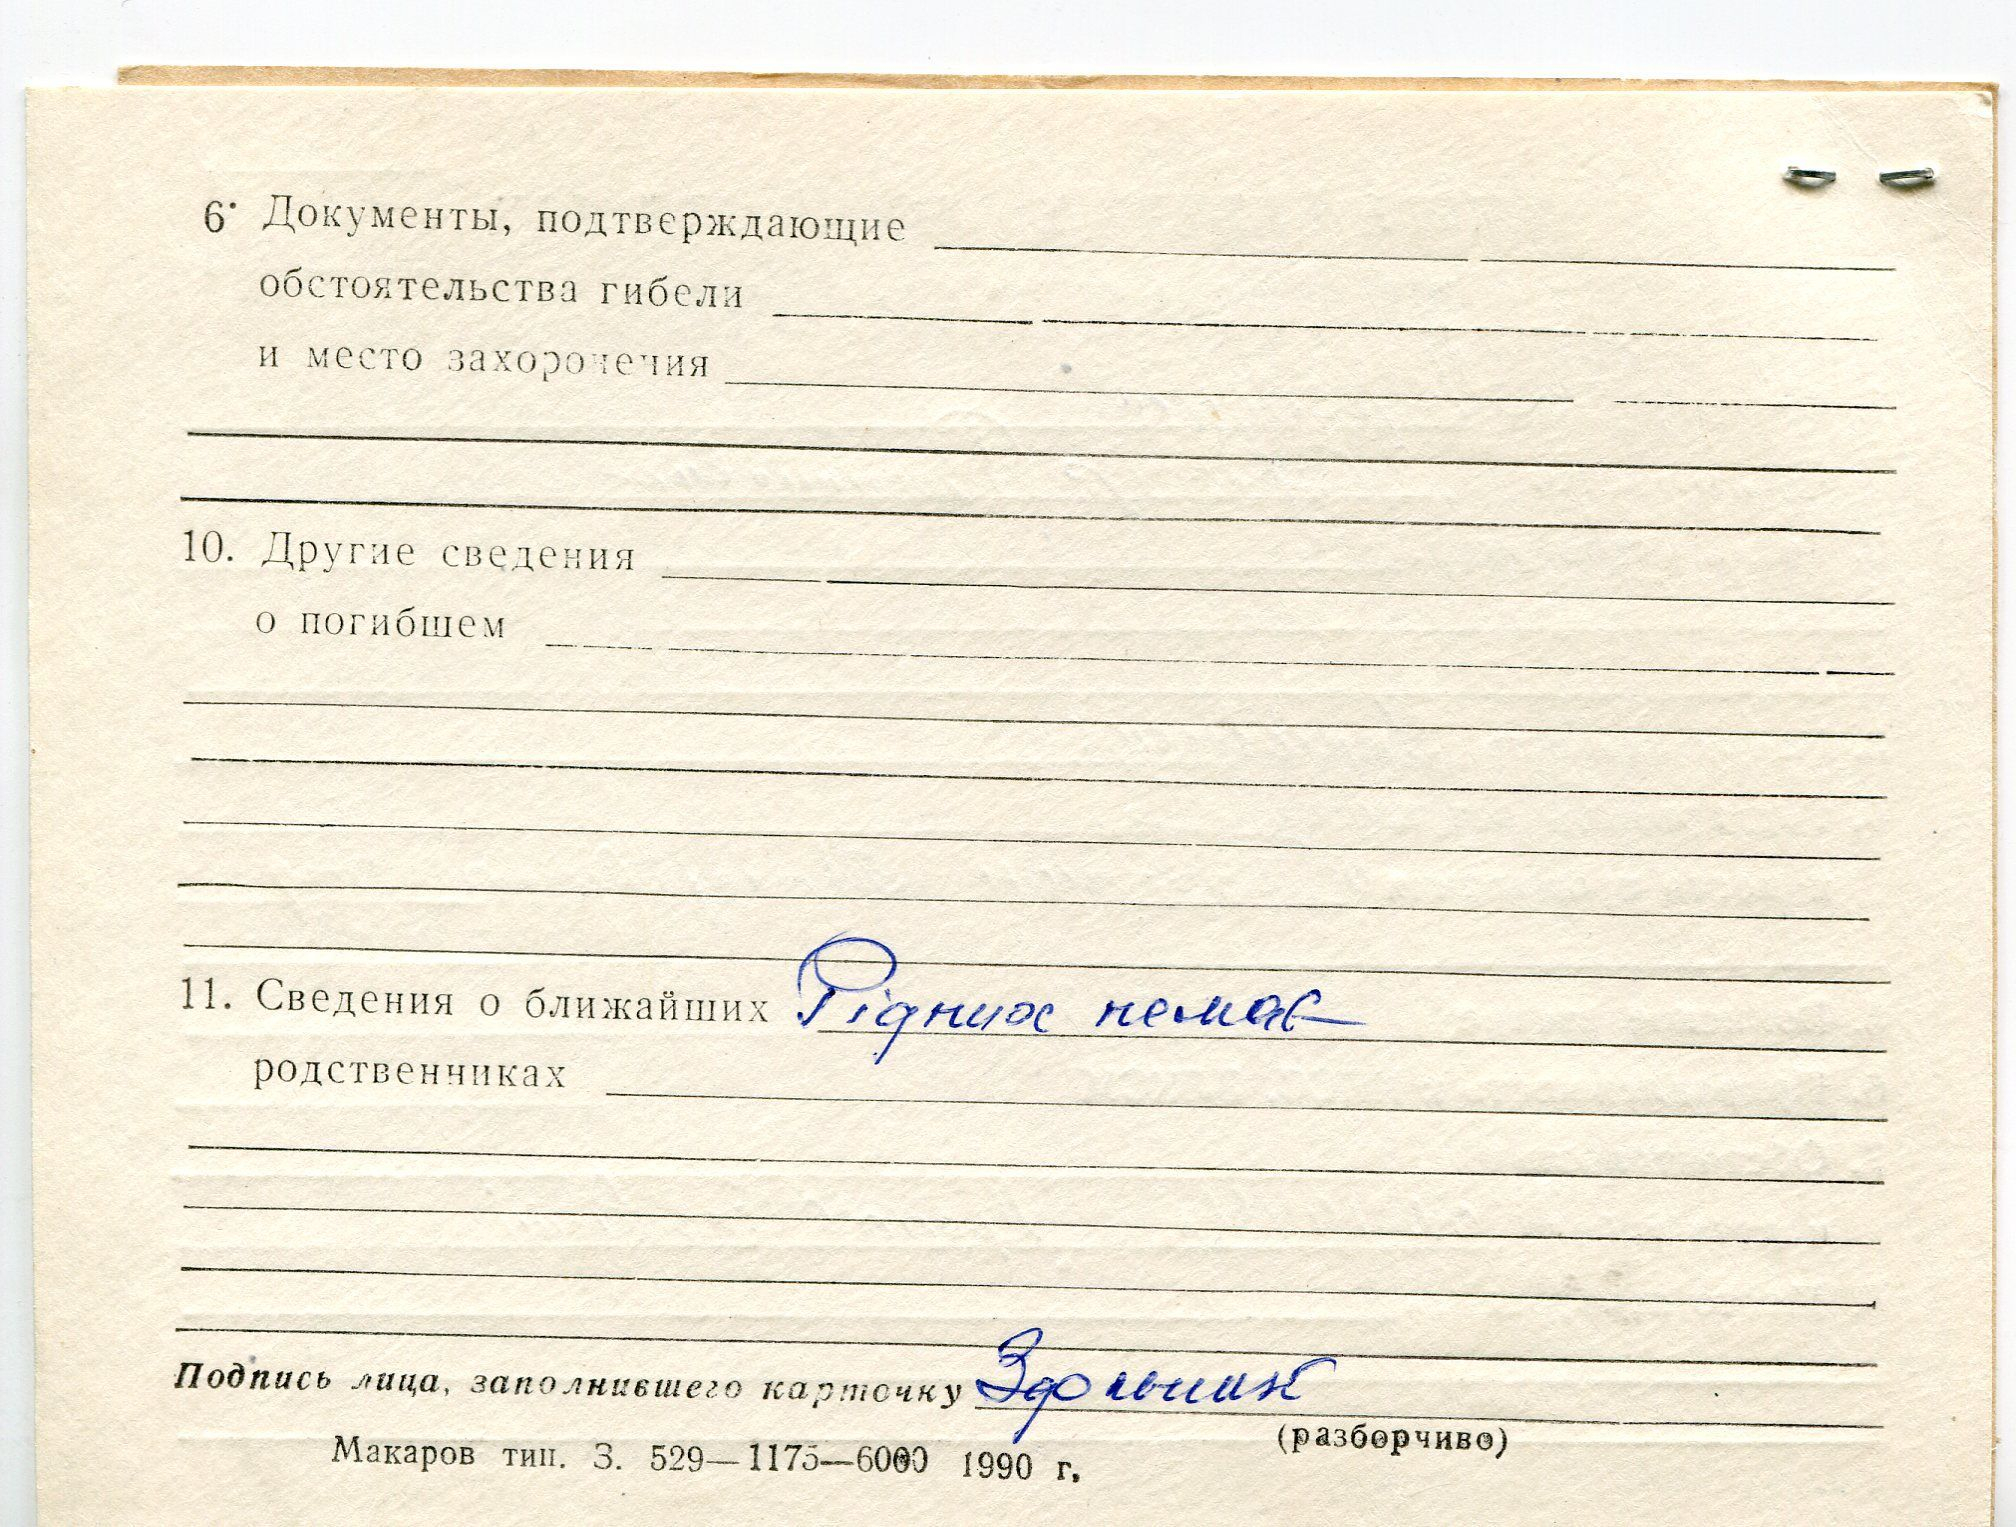 6. Документы, подтверждающие
обстоятельства гибели
и место захоронения
10. Другие сведения
о погибшем
11. Сведения о ближайших Рідних немає
родственниках
Подпись лица, заполнившего карточку
(разборчиво)
Макаров тип. З. 529—1175—6000 1990 г.